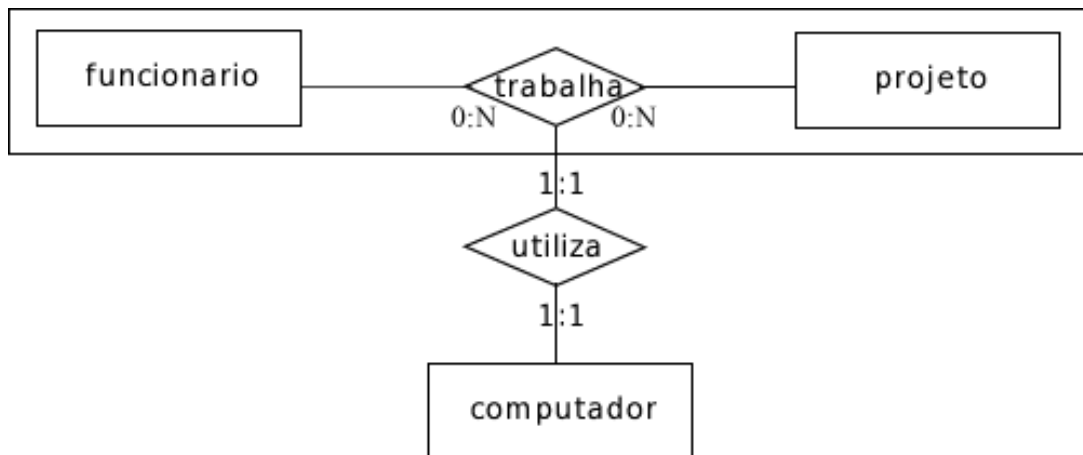 funcionario
trabalha
projeto
0:N
0:N
1:1
utiliza
1:1
computador